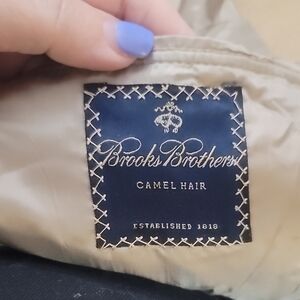 Brooks Brothers
CAMEL HAIR
ESTABLISHED 1818